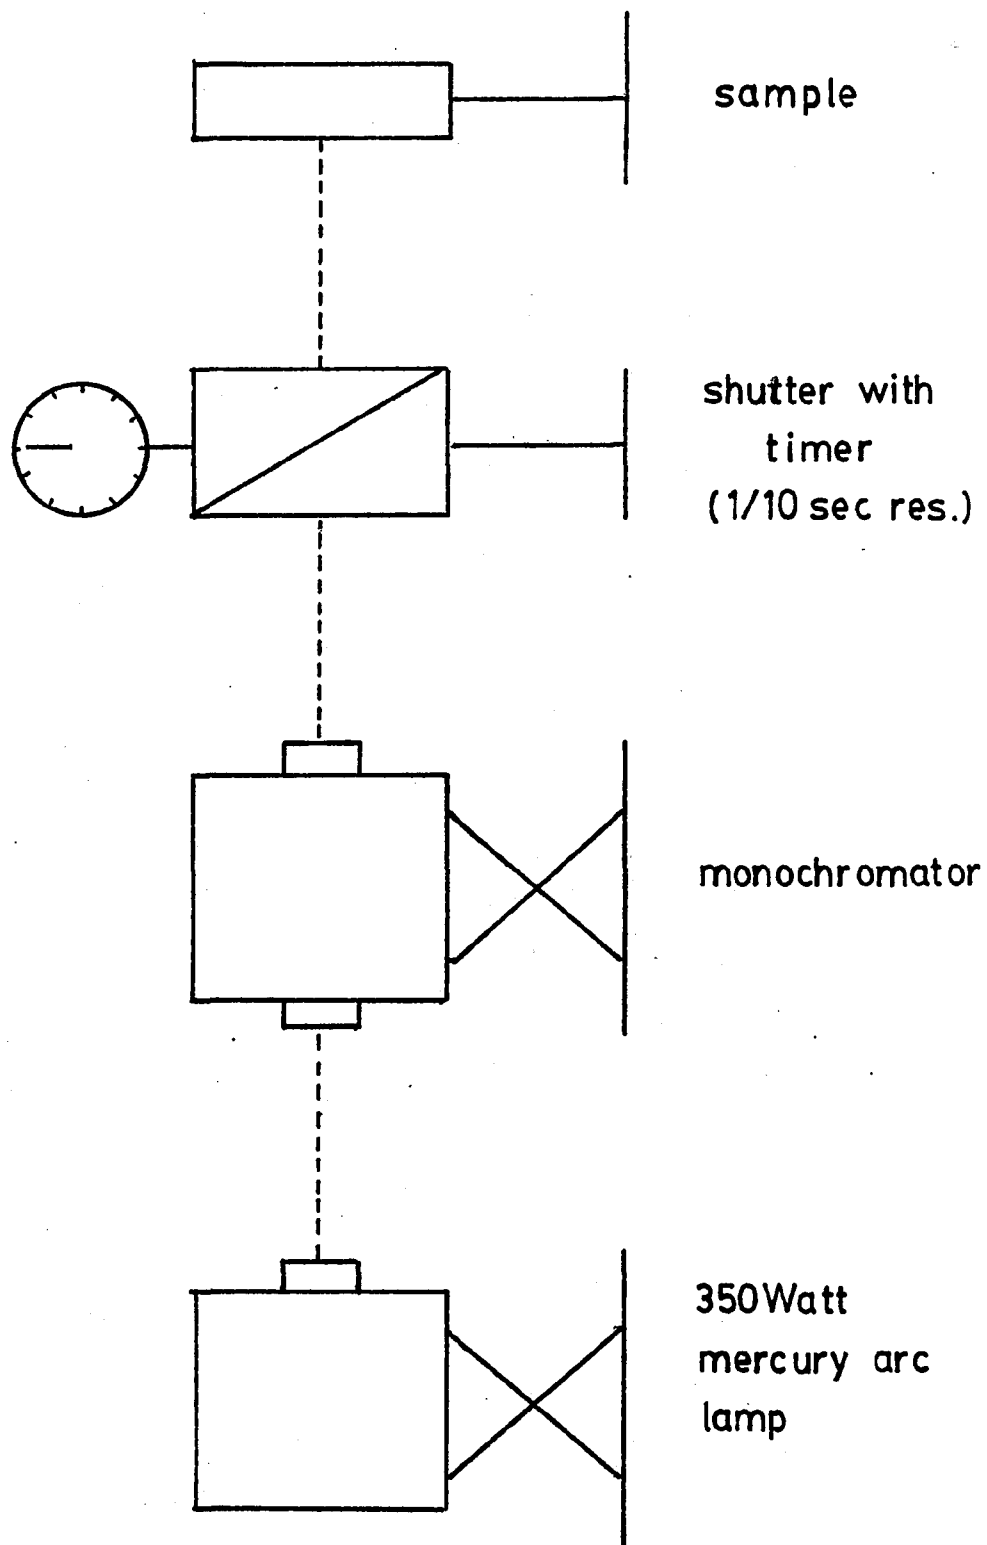 sample
shutter with
timer
(1/10 sec res.)
monochromator
350Watt
mercury arc
lamp